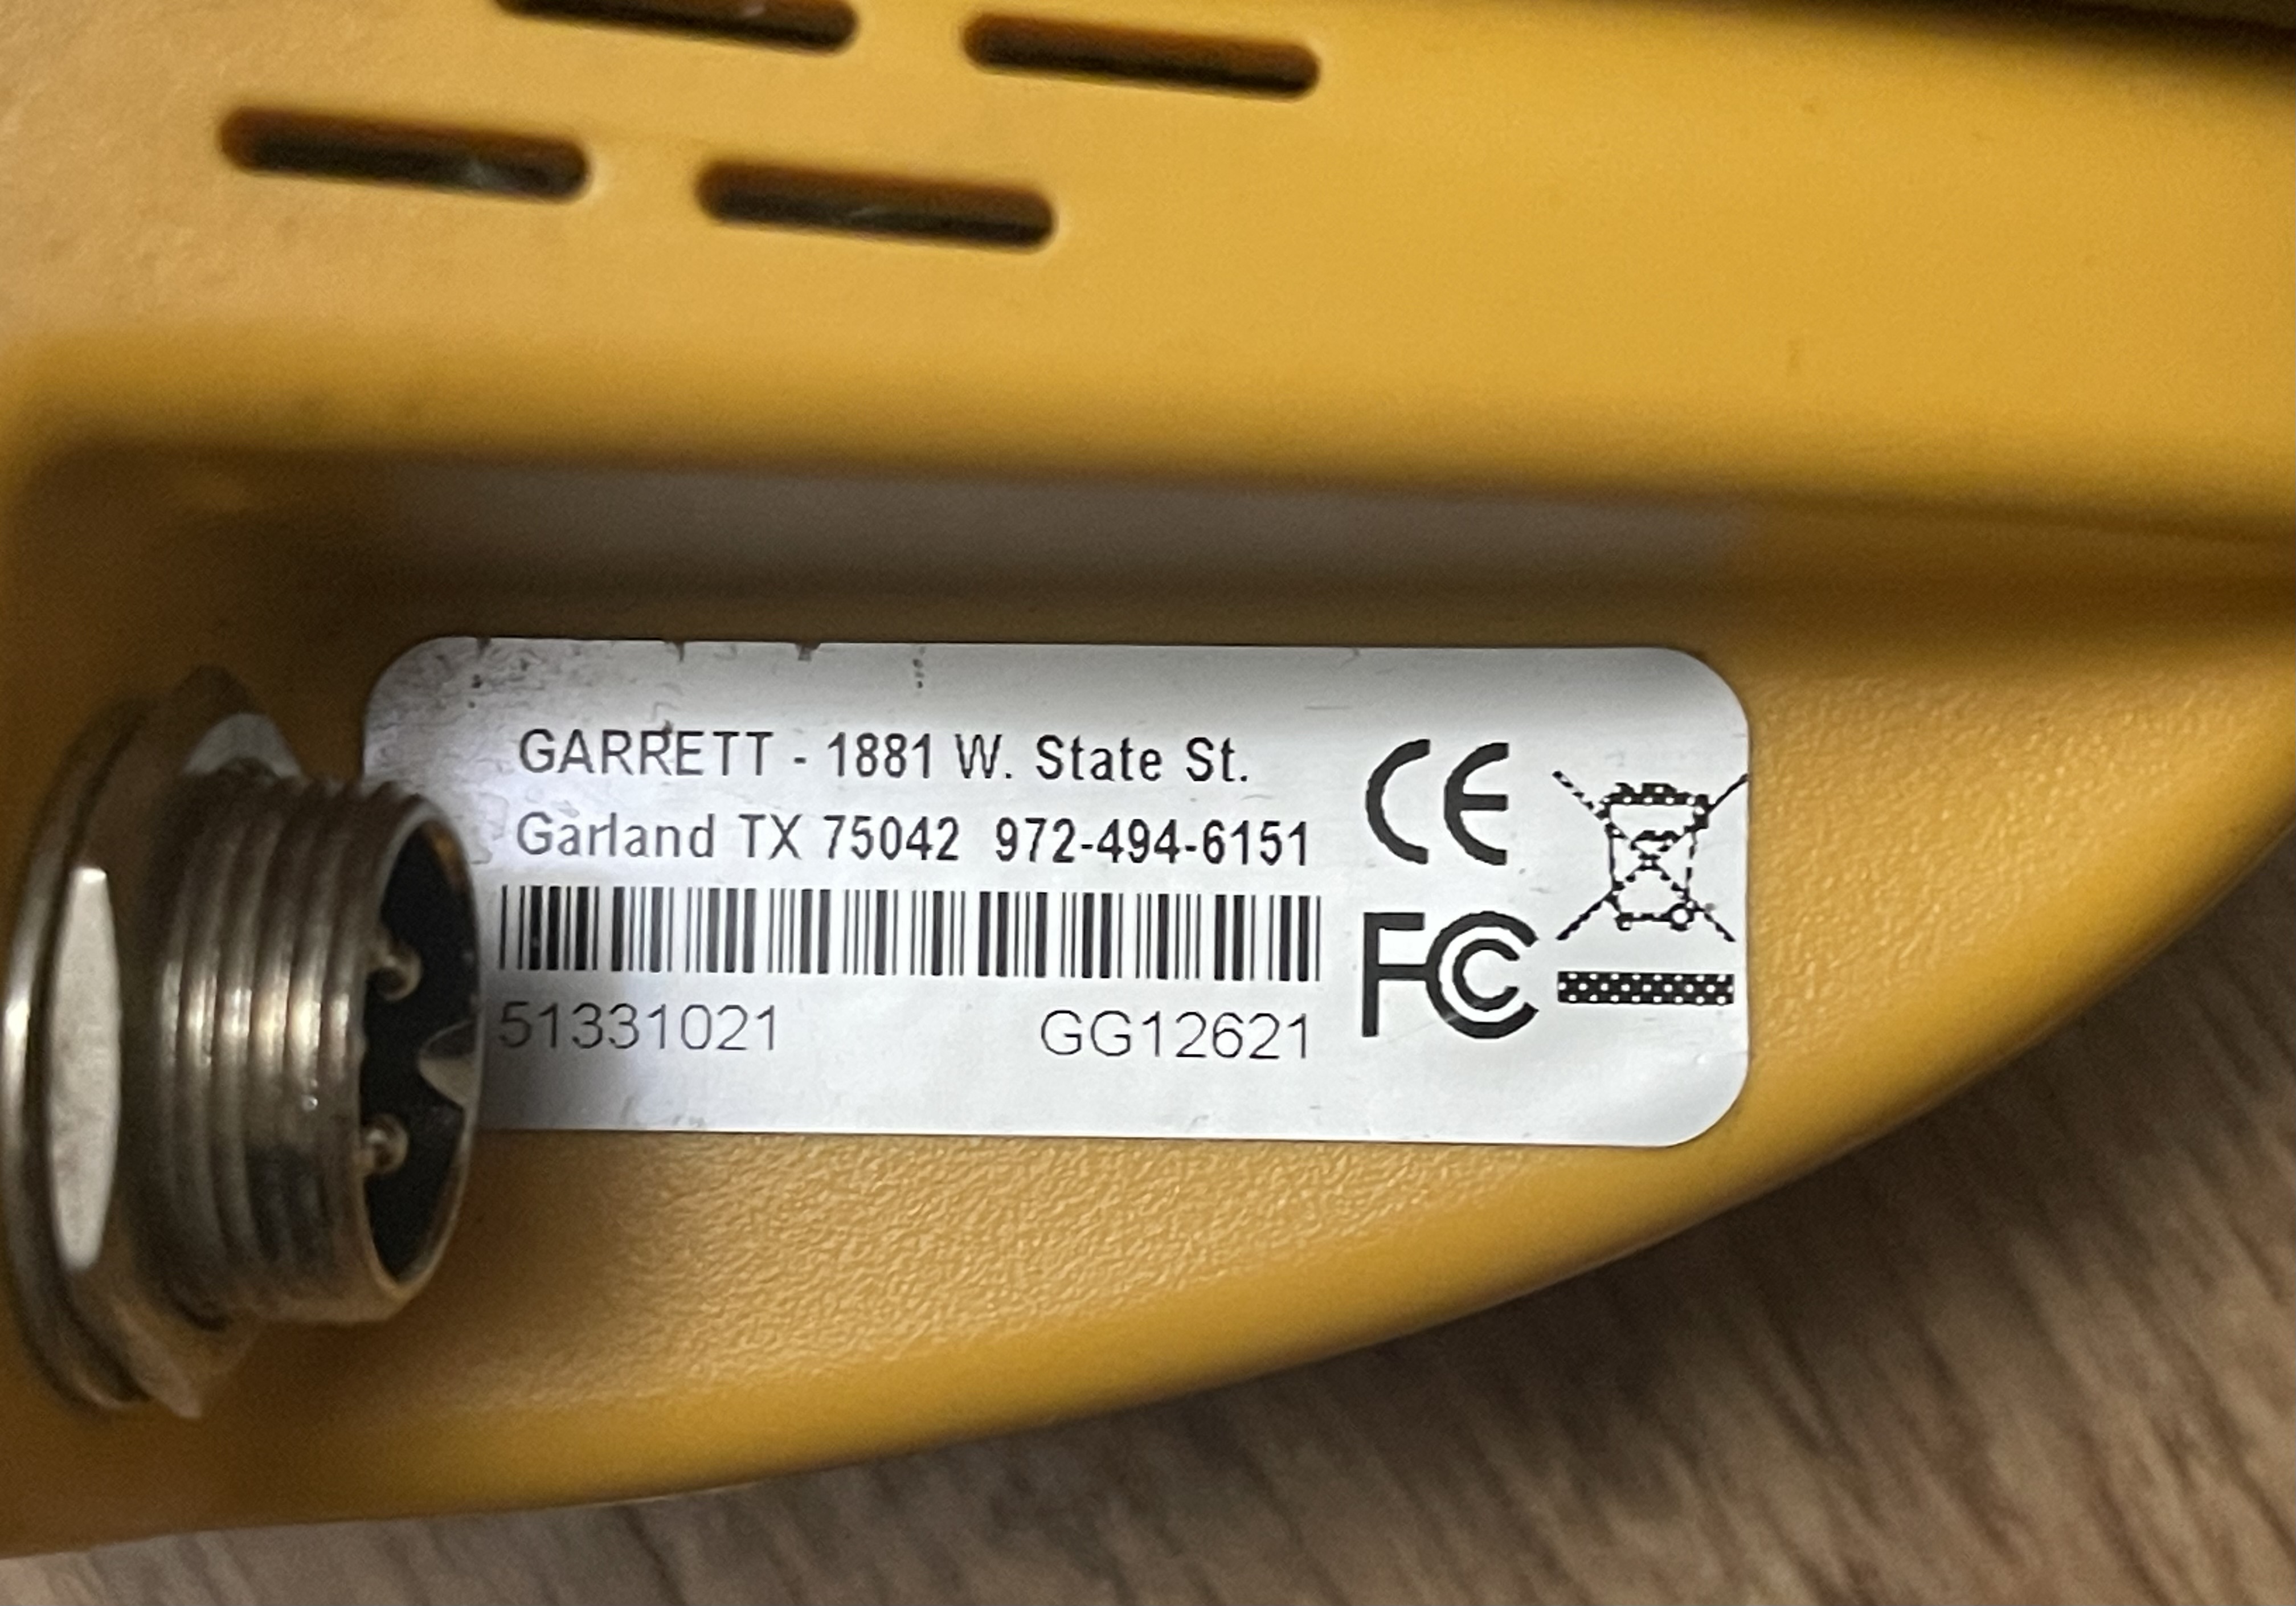 GARRETT - 1881 W. State St.
Garland TX 75042 972-494-6151
51331021 GG12621
CE
FC